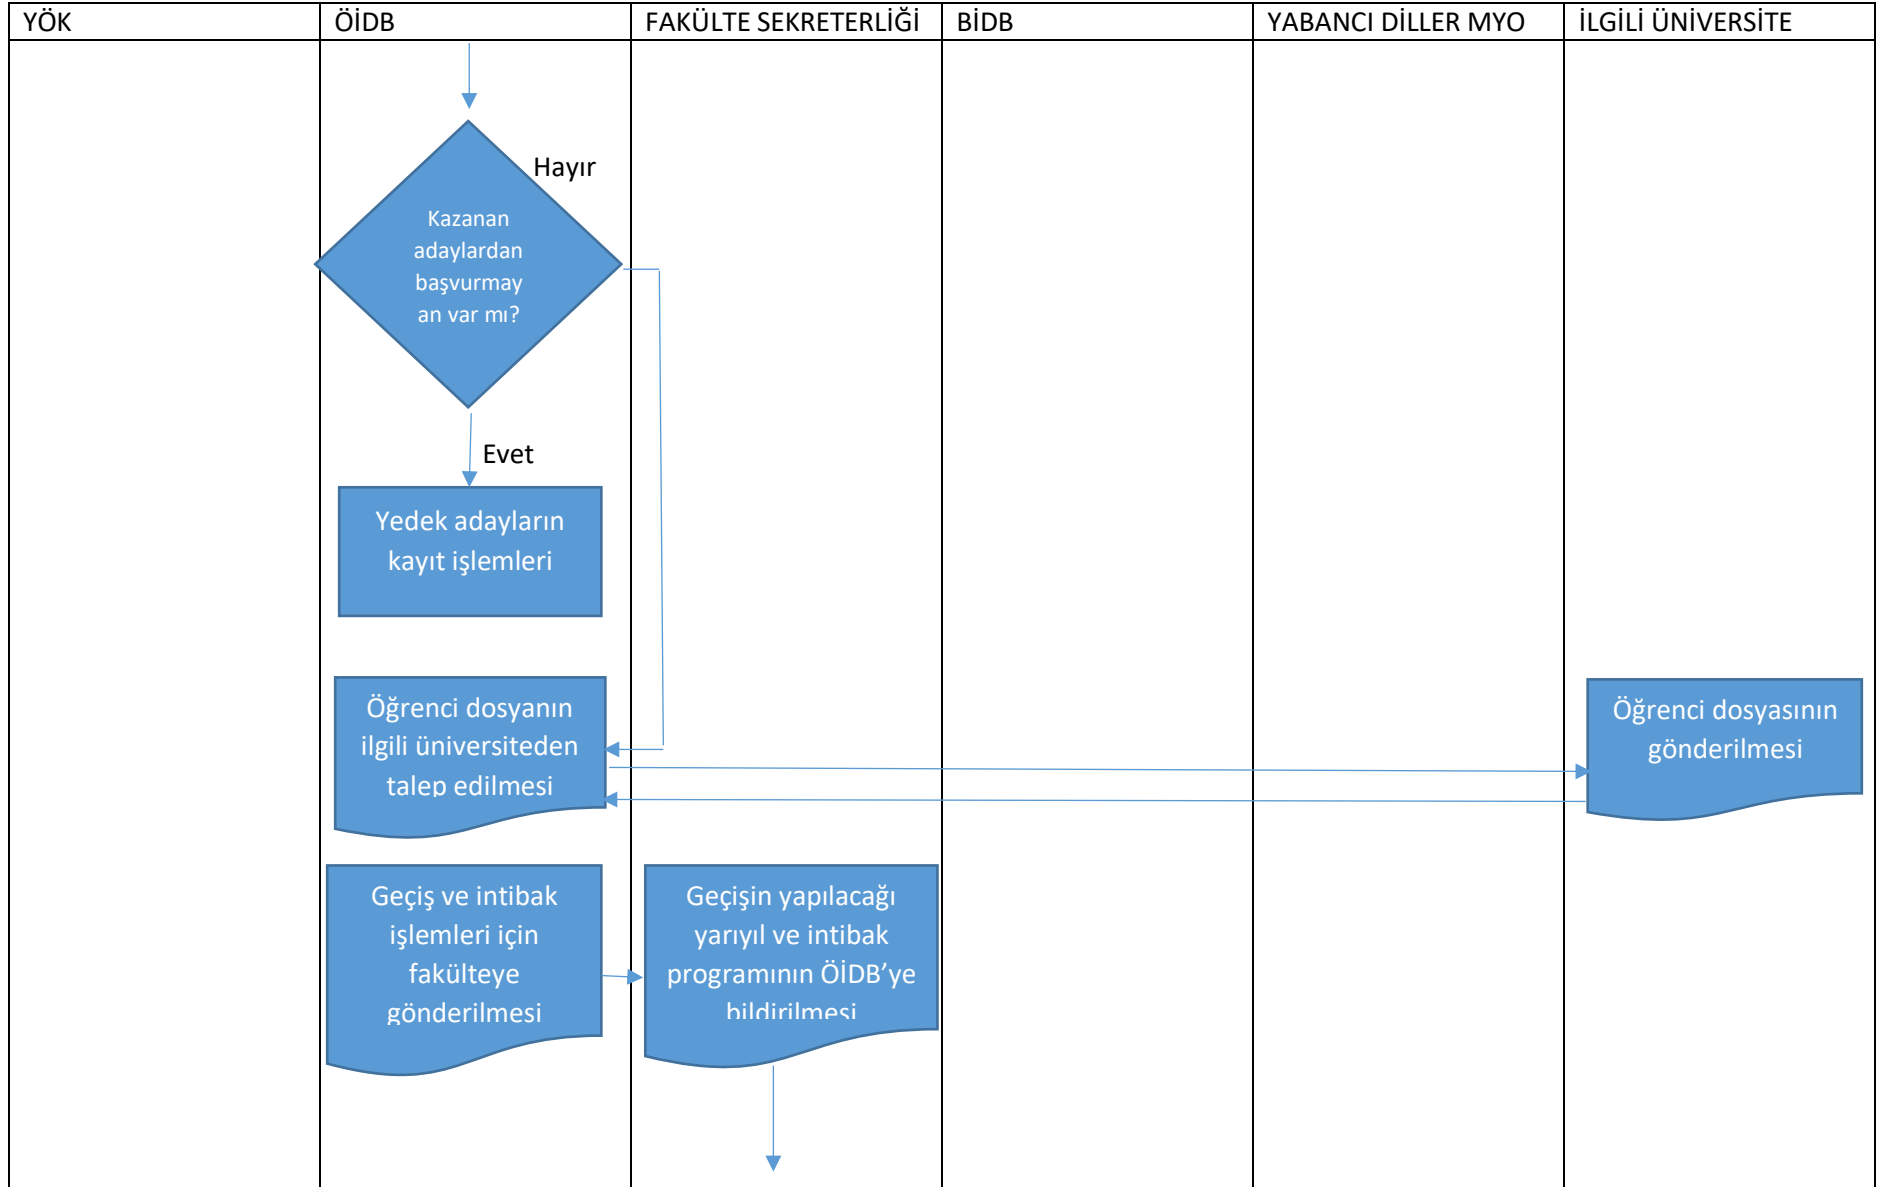 YÖK
ÖİDB
FAKÜLTE SEKRETERLİĞİ
BİDB
YABANCI DİLLER MYO
İLGİLİ ÜNİVERSİTE
Hayır
Kazanan
adaylardan
başvurmay
an var mı?
Evet
Yedek adayların
kayıt işlemleri
Öğrenci dosyanın
ilgili üniversiteden
talep edilmesi
Öğrenci dosyasının
gönderilmesi
Geçiş ve intibak
işlemleri için
fakülteye
gönderilmesi
Geçişin yapılacağı
yarıyıl ve intibak
programının ÖİDB’ye
bildirilmesi